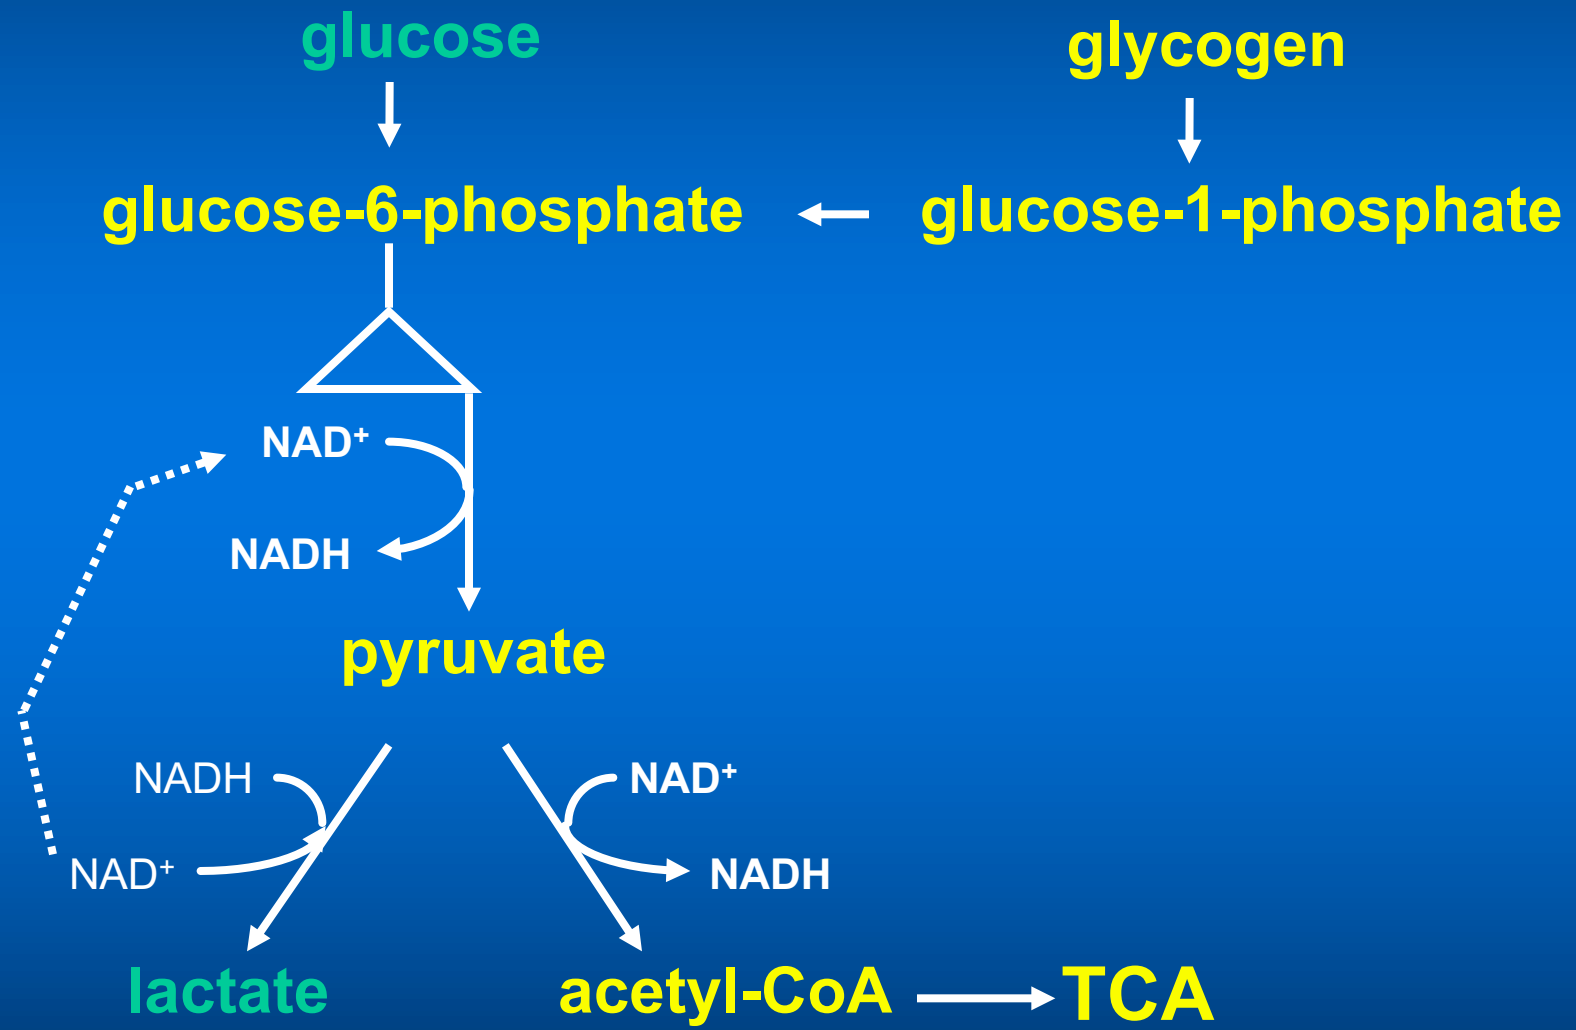 glucose
glycogen
glucose-6-phosphate
glucose-1-phosphate
NAD⁺
NADH
pyruvate
NADH
NAD⁺
NAD⁺
NADH
lactate
acetyl-CoA
TCA